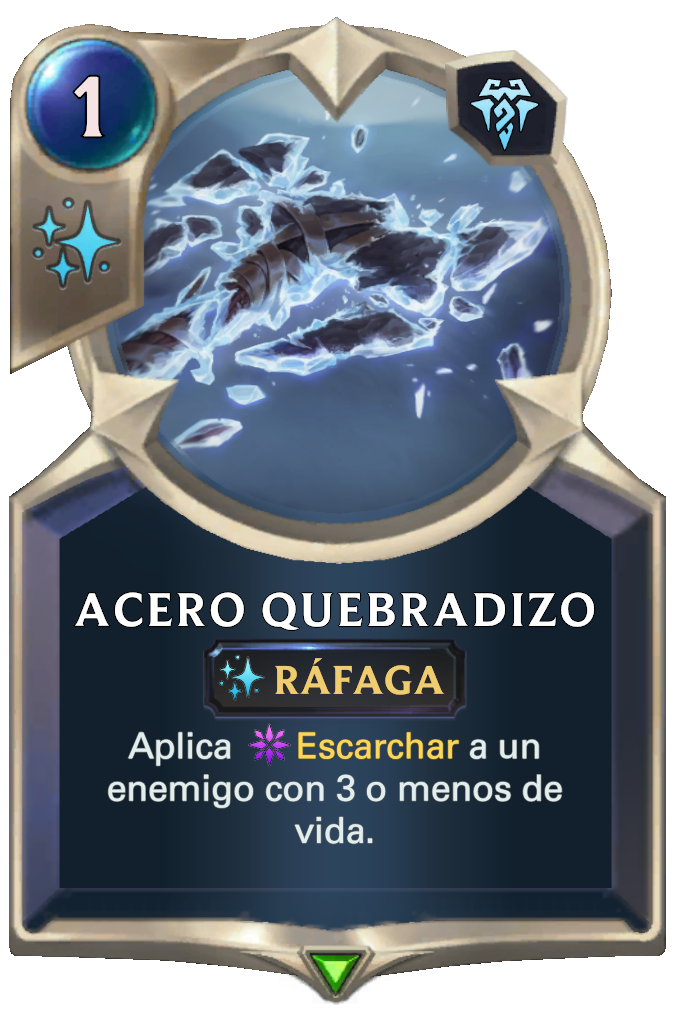 1
ACERO QUEBRADIZO
RÁFAGA
Aplica Escarchar a un
enemigo con 3 o menos de
vida.